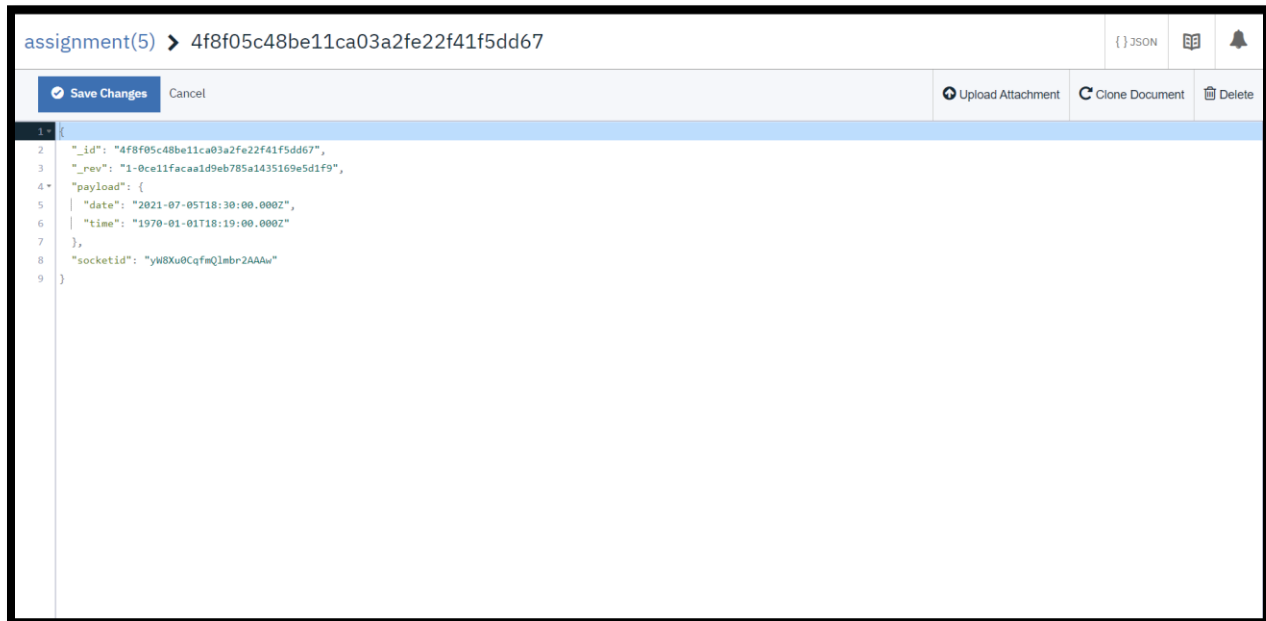 assignment(5) > 4f8f05c48be11ca03a2fe22f41f5dd67 { } JSON
Save Changes Cancel Upload Attachment Clone Document Delete
1 {
2 "_id": "4f8f05c48be11ca03a2fe22f41f5dd67",
3 "_rev": "1-0ce11facaa1d9eb785a1435169e5d1f9",
4 "payload": {
5 "date": "2021-07-05T18:30:00.000Z",
6 "time": "1970-01-01T18:19:00.000Z"
7 },
8 "socketid": "yW8Xu0CqfmQlmbr2AAAw"
9 }